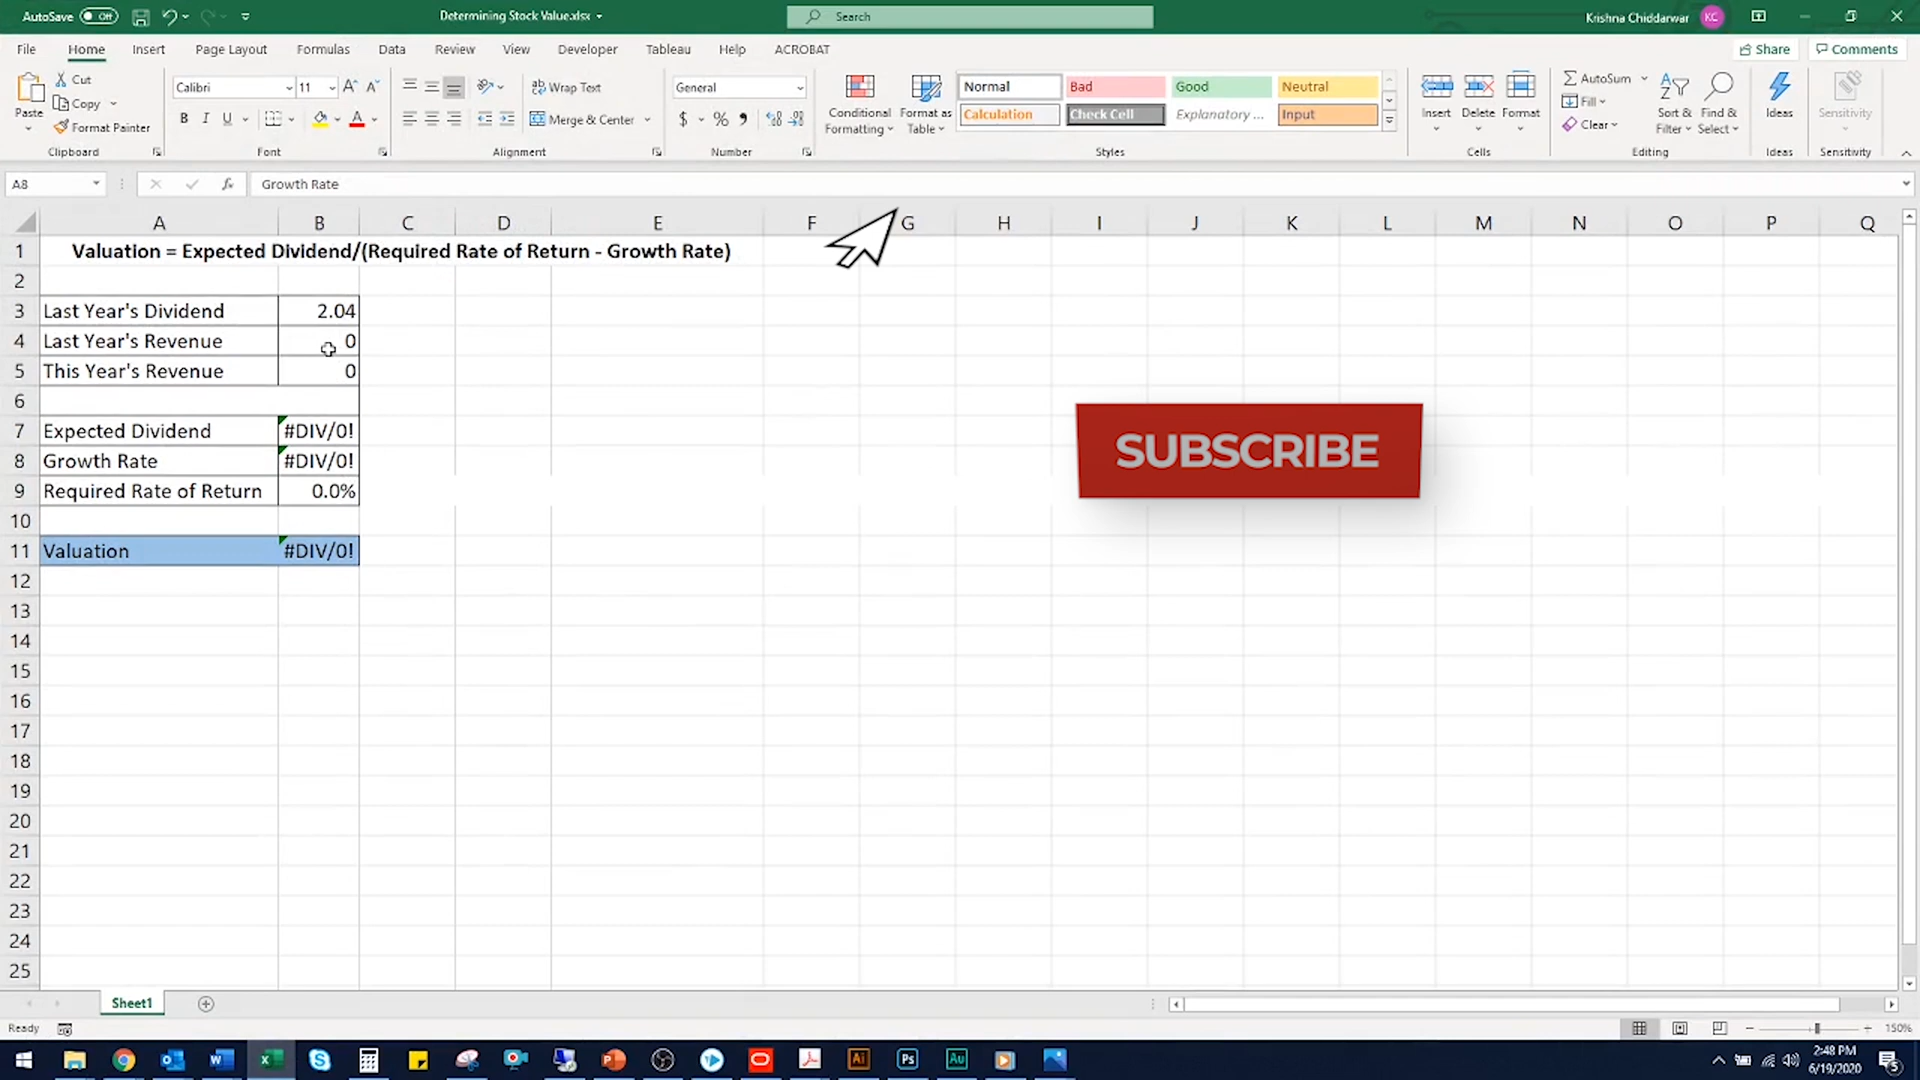 AutoSave Off
Determining Stock Value.xlsx
Search
Krishna Chiddarwar KC
File Home Insert Page Layout Formulas Data Review View Developer Tableau Help ACROBAT
Share Comments
Paste
Cut
Copy
Format Painter
Clipboard
Calibri 11
B I U
Font
Wrap Text
Merge & Center
Alignment
General
$ % ,
Number
Conditional Formatting
Format as Table
Normal Bad Good Neutral
Calculation Check Cell Explanatory ... Input
Styles
Insert Delete Format
Cells
AutoSum
Fill
Clear
Sort & Filter
Find & Select
Editing
Ideas
Ideas
Sensitivity
Sensitivity
A8 fx Growth Rate
A B C D E F G H I J K L M N O P Q
1 Valuation = Expected Dividend/(Required Rate of Return - Growth Rate)
2
3 Last Year's Dividend 2.04
4 Last Year's Revenue 0
5 This Year's Revenue 0
6
7 Expected Dividend #DIV/0!
8 Growth Rate #DIV/0!
9 Required Rate of Return 0.0%
10
11 Valuation #DIV/0!
12
13
14
15
16
17
18
19
20
21
22
23
24
25
SUBSCRIBE
Sheet1
Ready
150%
2:48 PM
6/19/2020
5